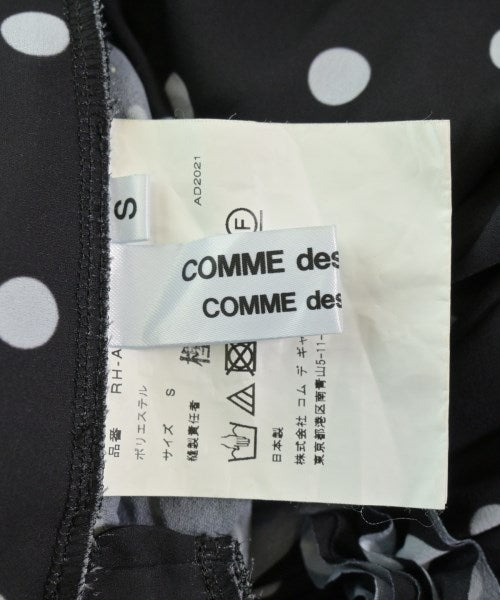 COMME des
COMME des
S
品番 RH-A
ポリエステル
サイズ S
縫製責任者
AD2021
F
日本製
株式会社 コム デ ギャ
東京都港区南青山5-11-